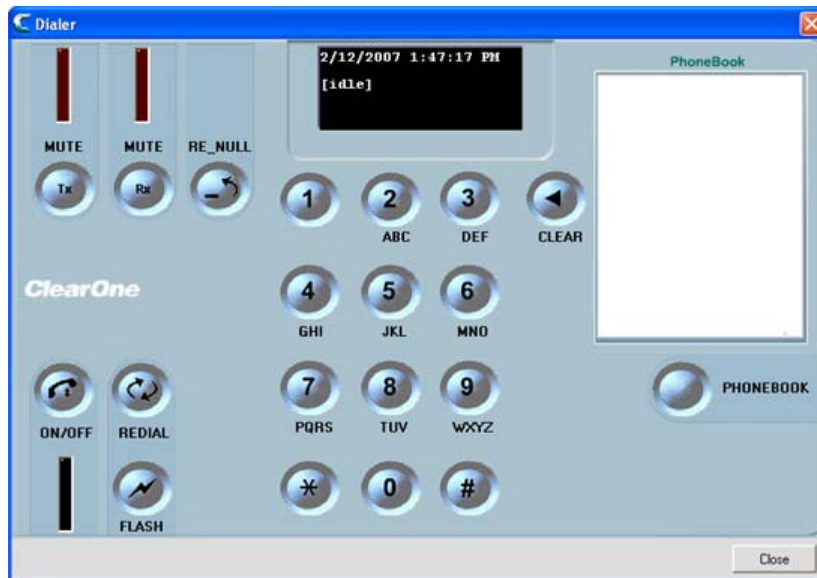 Dialer
2/12/2007 1:47:17 PM
[idle]
PhoneBook
MUTE MUTE RE_NULL
Tx Rx
1 2 3
ABC DEF CLEAR
ClearOne
4 5 6
GHI JKL MNO
7 8 9
PQRS TUV WXYZ
PHONEBOOK
ON/OFF REDIAL
* 0 #
FLASH
Close